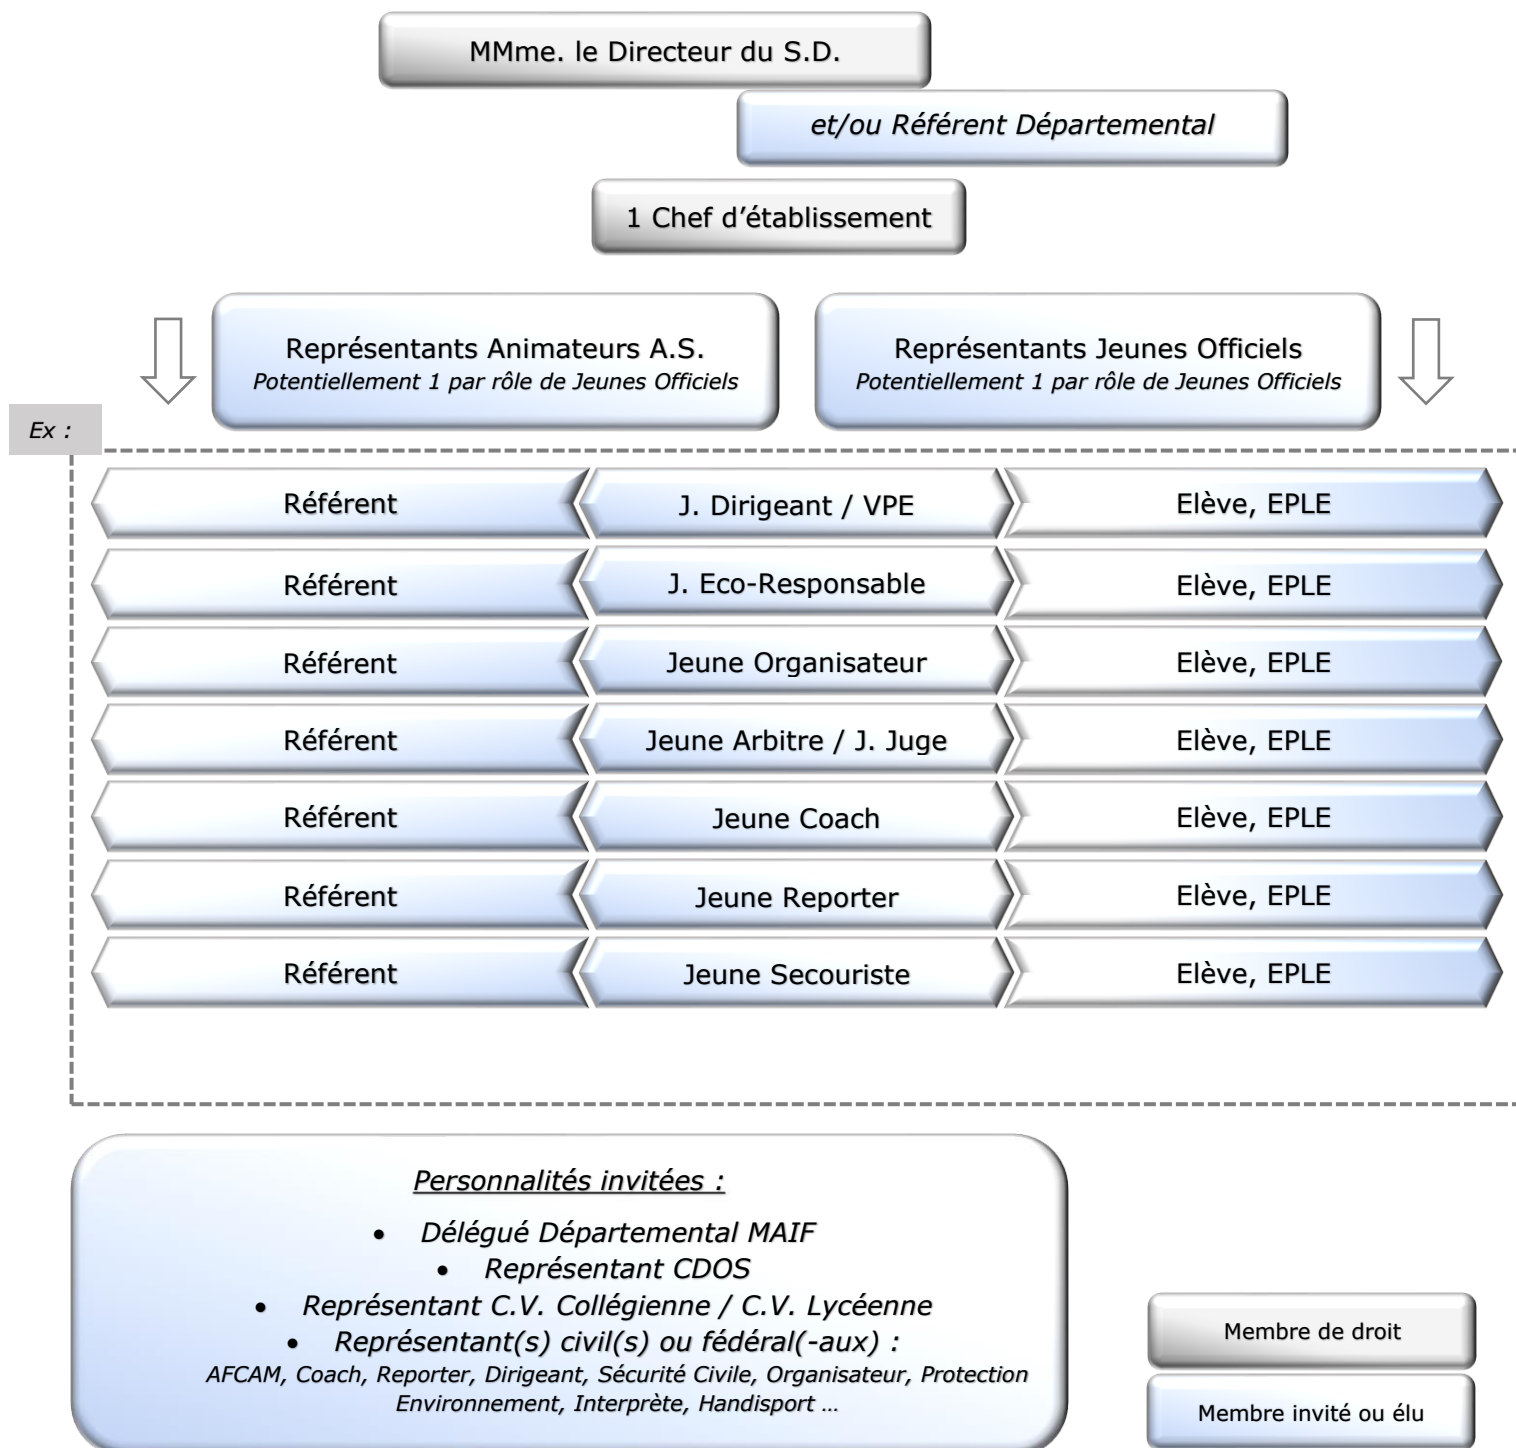 MMme. le Directeur du S.D.
et/ou Référent Départemental
1 Chef d’établissement
Représentants Animateurs A.S.
Potentiellement 1 par rôle de Jeunes Officiels
Représentants Jeunes Officiels
Potentiellement 1 par rôle de Jeunes Officiels
Ex :
Référent J. Dirigeant / VPE Elève, EPLE
Référent J. Eco-Responsable Elève, EPLE
Référent Jeune Organisateur Elève, EPLE
Référent Jeune Arbitre / J. Juge Elève, EPLE
Référent Jeune Coach Elève, EPLE
Référent Jeune Reporter Elève, EPLE
Référent Jeune Secouriste Elève, EPLE
Personnalités invitées :
• Délégué Départemental MAIF
• Représentant CDOS
• Représentant C.V. Collégienne / C.V. Lycéenne
• Représentant(s) civil(s) ou fédéral(-aux) :
AFCAM, Coach, Reporter, Dirigeant, Sécurité Civile, Organisateur, Protection
Environnement, Interprète, Handisport …
Membre de droit
Membre invité ou élu